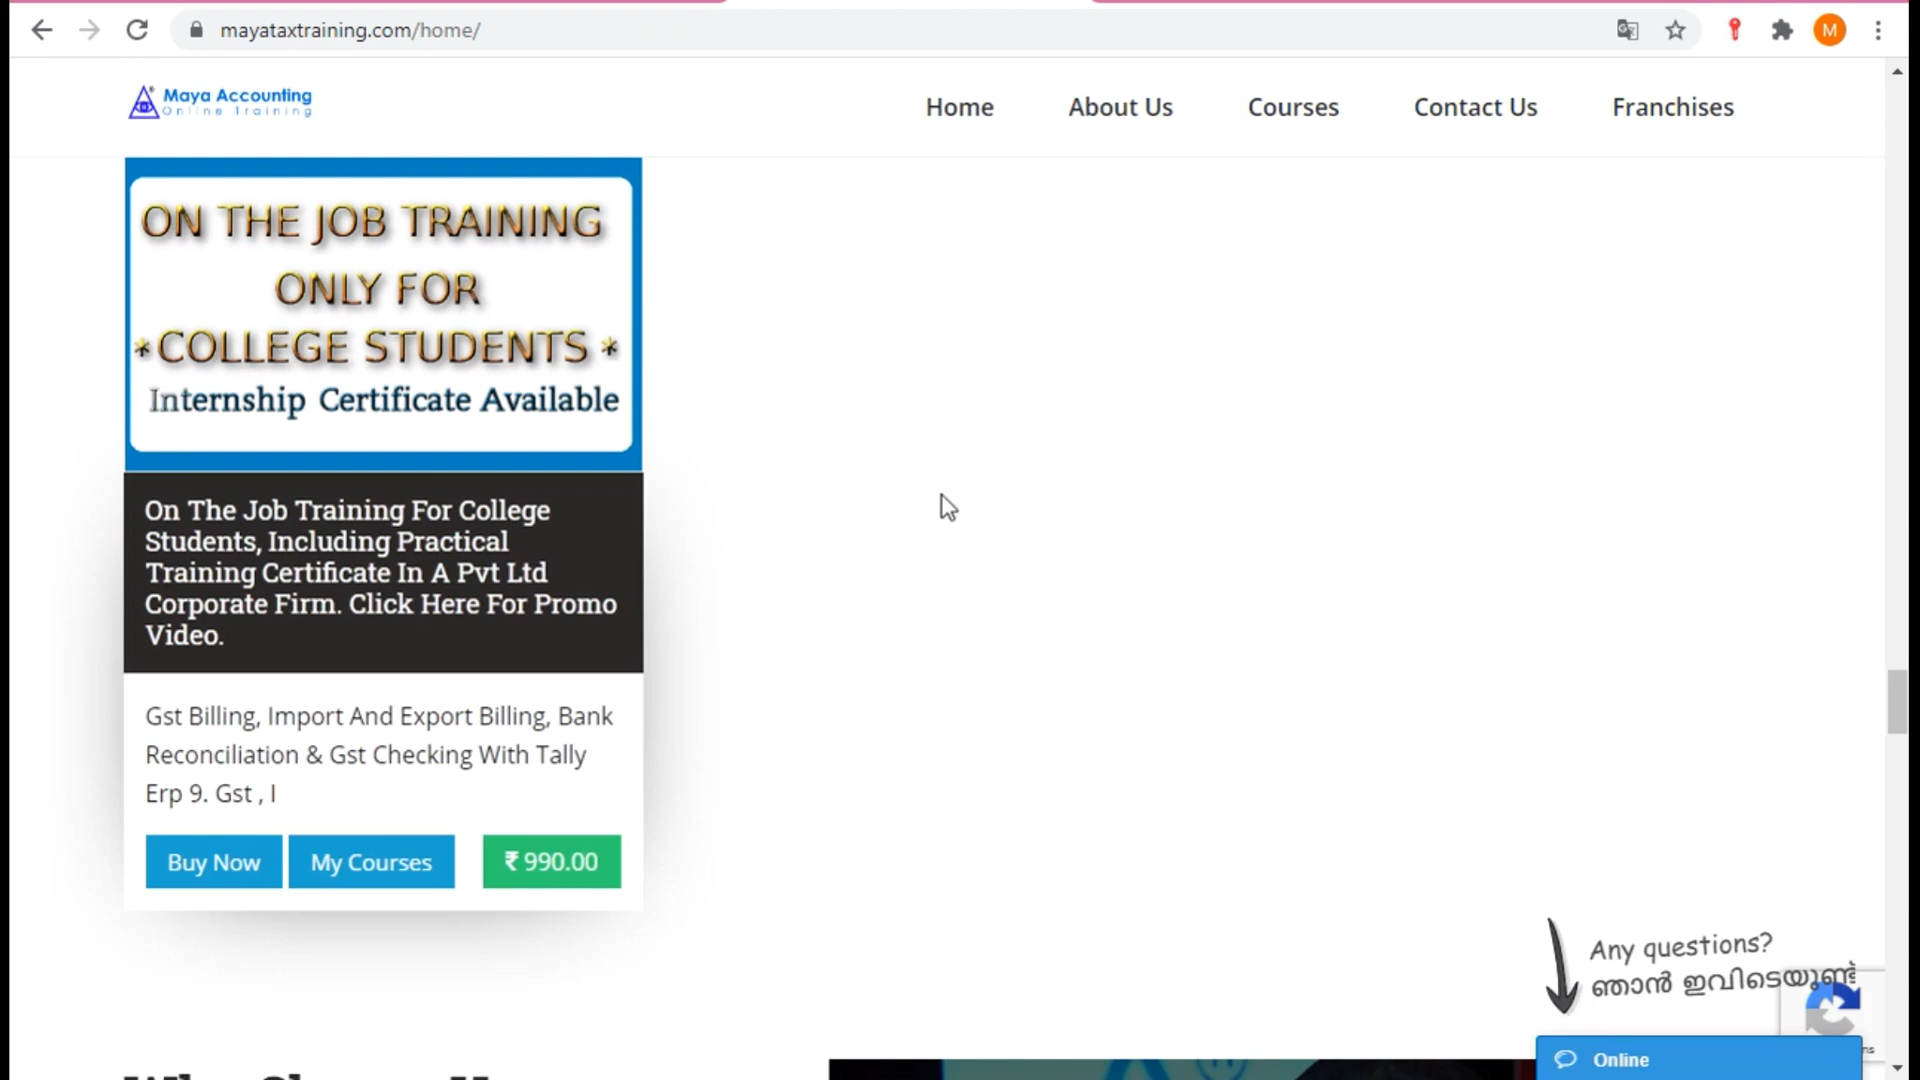 mayataxtraining.com/home/
M
Maya Accounting
Online Training
Home
About Us
Courses
Contact Us
Franchises
ON THE JOB TRAINING
ONLY FOR
*COLLEGE STUDENTS *
Internship Certificate Available
On The Job Training For College
Students, Including Practical
Training Certificate In A Pvt Ltd
Corporate Firm. Click Here For Promo
Video.
Gst Billing, Import And Export Billing, Bank
Reconciliation & Gst Checking With Tally
Erp 9. Gst , I
Buy Now
My Courses
₹ 990.00
Any questions?
ഞാൻ ഇവിടെയുണ്ട്
Online